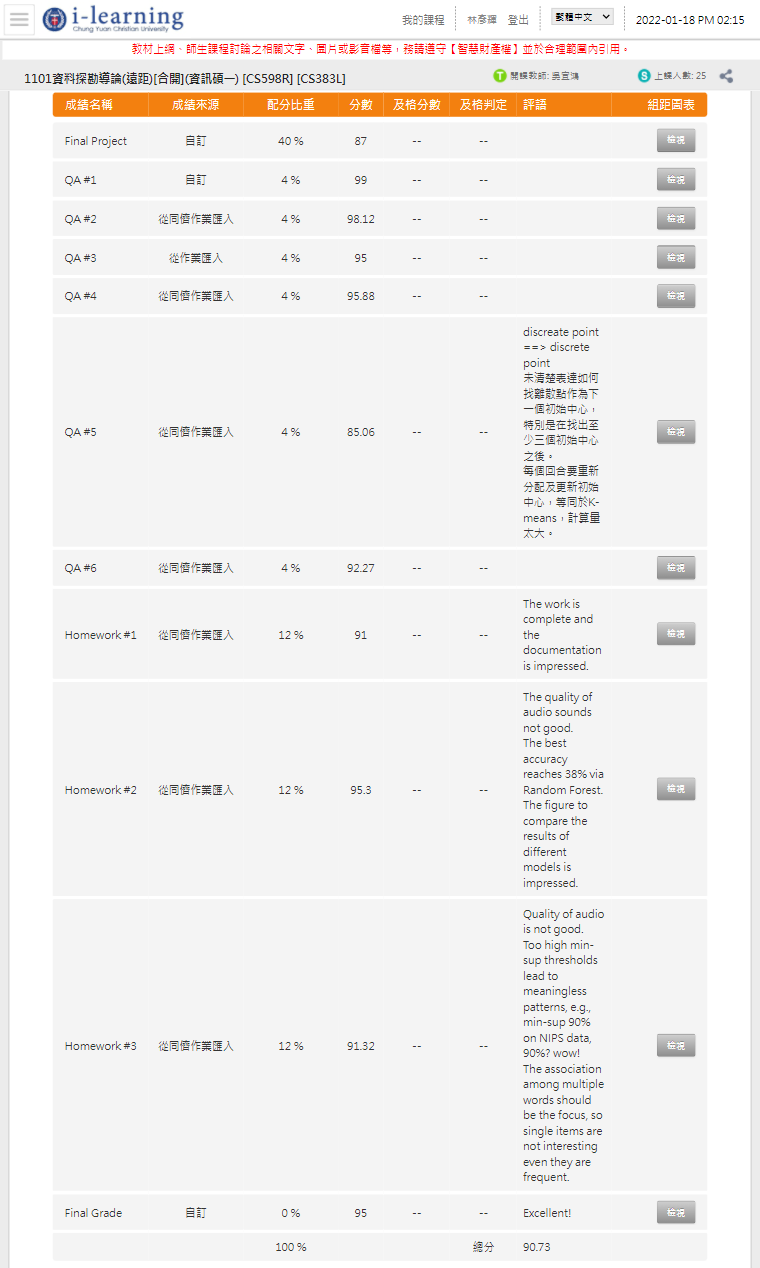 i-learning
Chung Yuan Christian University
我的課程 林彥輝 登出 繁體中文 2022-01-18 PM 02:15
教材上網、師生課程討論之相關文字、圖片或影音檔等，務請遵守【智慧財產權】並於合理範圍內引用。
1101資料探勘導論(遠距)[合開](資訊碩一) [CS598R] [CS383L] T 開課教師: 吳宜鴻 S 上課人數: 25
成績名稱 成績來源 配分比重 分數 及格分數 及格判定 評語 組距圖表
Final Project 自訂 40 % 87 -- -- 檢視
QA #1 自訂 4 % 99 -- -- 檢視
QA #2 從同儕作業匯入 4 % 98.12 -- -- 檢視
QA #3 從作業匯入 4 % 95 -- -- 檢視
QA #4 從同儕作業匯入 4 % 95.88 -- -- 檢視
QA #5 從同儕作業匯入 4 % 85.06 -- --
discreate point
==> discrete
point
未清楚表達如何
找離散點作為下
一個初始中心，
特別是在找出至
少三個初始中心
之後。
每個回合要重新
分配及更新初始
中心，等同於K-
means，計算量
太大。
檢視
QA #6 從同儕作業匯入 4 % 92.27 -- -- 檢視
Homework #1 從同儕作業匯入 12 % 91 -- --
The work is
complete and
the
documentation
is impressed.
檢視
Homework #2 從同儕作業匯入 12 % 95.3 -- --
The quality of
audio sounds
not good.
The best
accuracy
reaches 38% via
Random Forest.
The figure to
compare the
results of
different
models is
impressed.
檢視
Homework #3 從同儕作業匯入 12 % 91.32 -- --
Quality of audio
is not good.
Too high min-
sup thresholds
lead to
meaningless
patterns, e.g.,
min-sup 90%
on NIPS data,
90%? wow!
The association
among multiple
words should
be the focus, so
single items are
not interesting
even they are
frequent.
檢視
Final Grade 自訂 0 % 95 -- -- Excellent! 檢視
100 % 總分 90.73